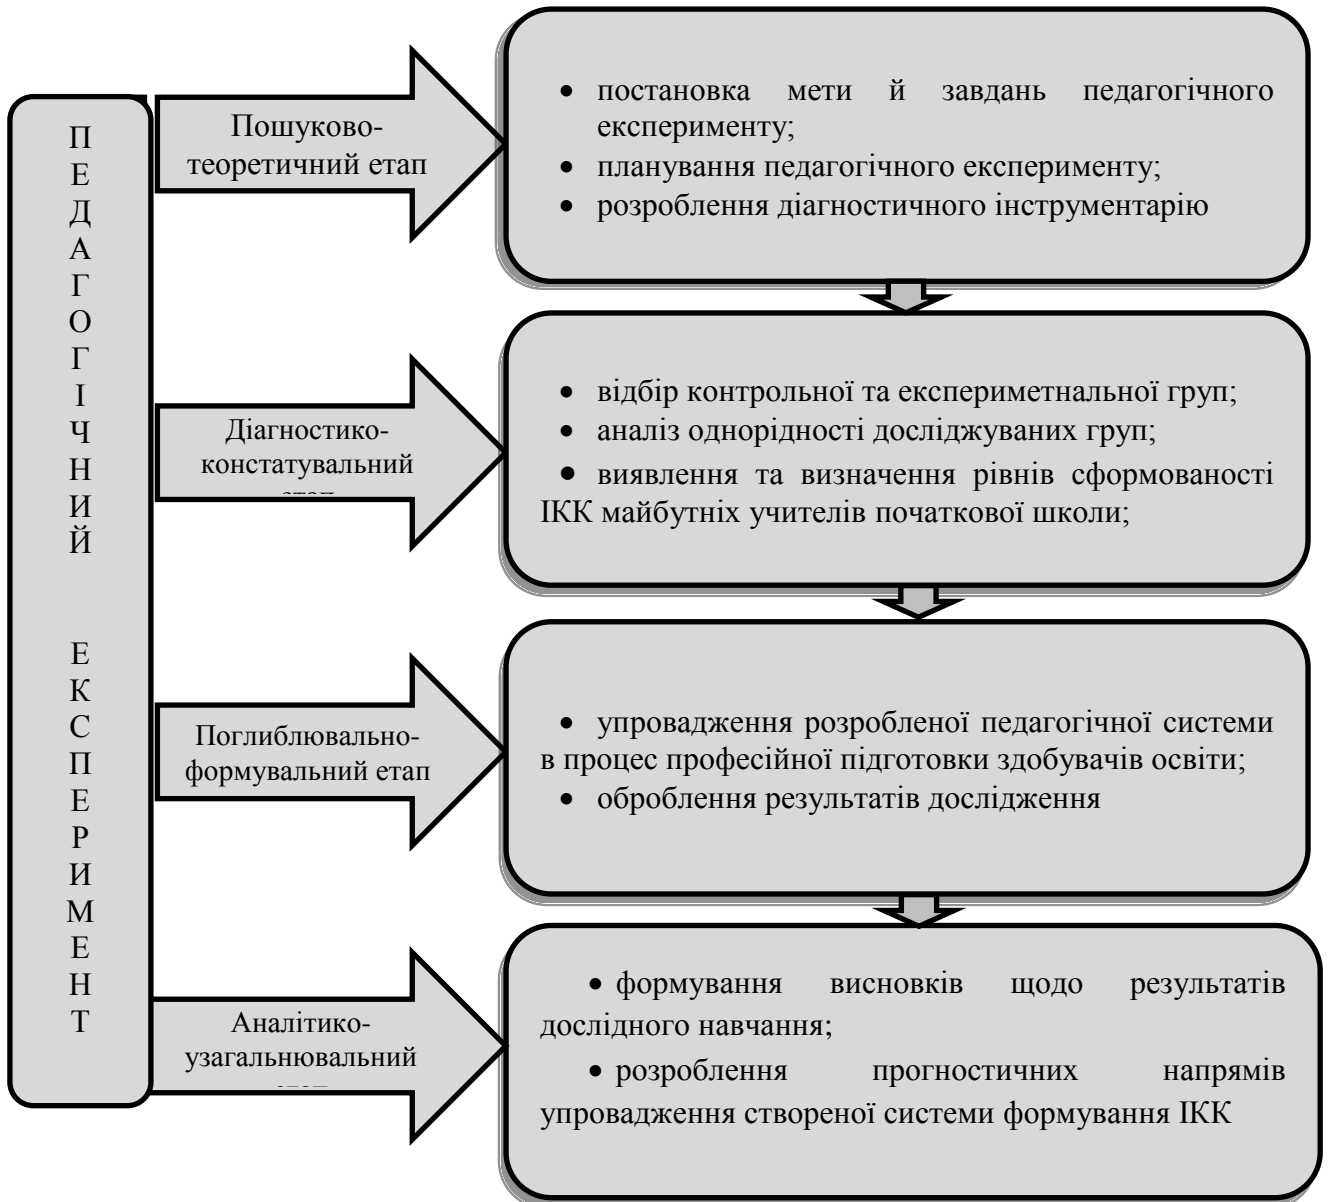 ПЕДАГОГІЧНИЙ ЕКСПЕРИМЕНТ
Пошуково-
теоретичний етап
• постановка мети й завдань педагогічного
експерименту;
• планування педагогічного експерименту;
• розроблення діагностичного інструментарію
Діагностико-
констатувальний
• відбір контрольної та експериметнальної груп;
• аналіз однорідності досліджуваних груп;
• виявлення та визначення рівнів сформованості
ІКК майбутніх учителів початкової школи;
Поглиблювально-
формувальний етап
• упровадження розробленої педагогічної системи
в процес професійної підготовки здобувачів освіти;
• оброблення результатів дослідження
Аналітико-
узагальнювальний
• формування висновків щодо результатів
дослідного навчання;
• розроблення прогностичних напрямів
упровадження створеної системи формування ІКК